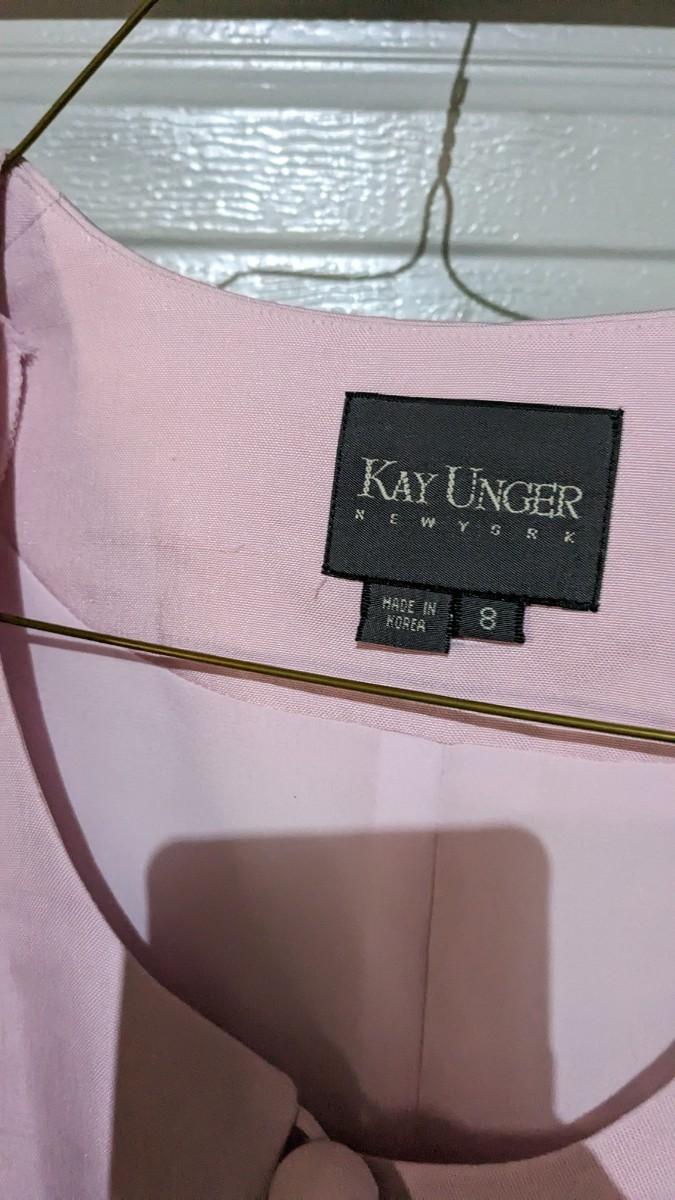 KAY UNGER
NEW YORK
MADE IN
KOREA
8